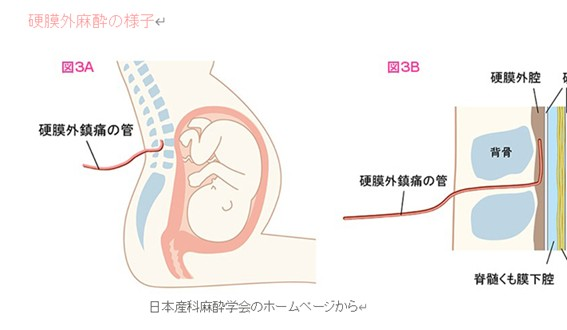 硬膜外麻酔の様子↵
図3A
硬膜外鎮痛の管
図3B
硬膜外腔
背骨
硬膜外鎮痛の管
脊髄くも膜下腔
日本産科麻酔学会のホームページから↵